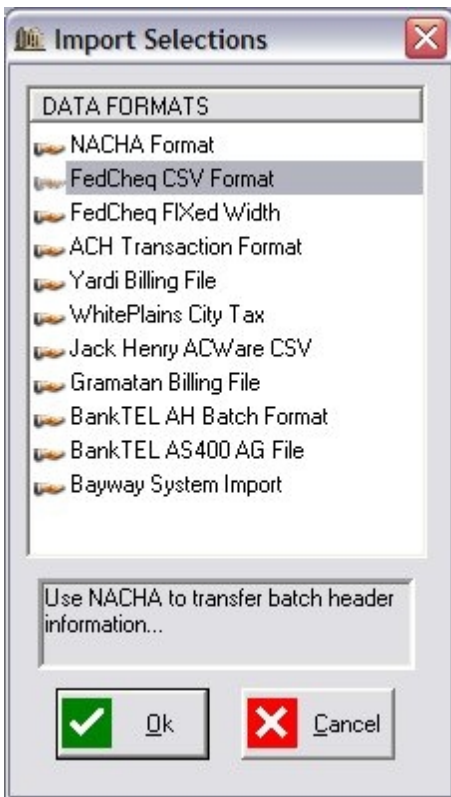 Import Selections
DATA FORMATS
NACHA Format
FedCheq CSV Format
FedCheq FIXed Width
ACH Transaction Format
Yardi Billing File
WhitePlains City Tax
Jack Henry ACWare CSV
Gramatan Billing File
BankTEL AH Batch Format
BankTEL AS400 AG File
Bayway System Import
Use NACHA to transfer batch header
information...
Ok
Cancel